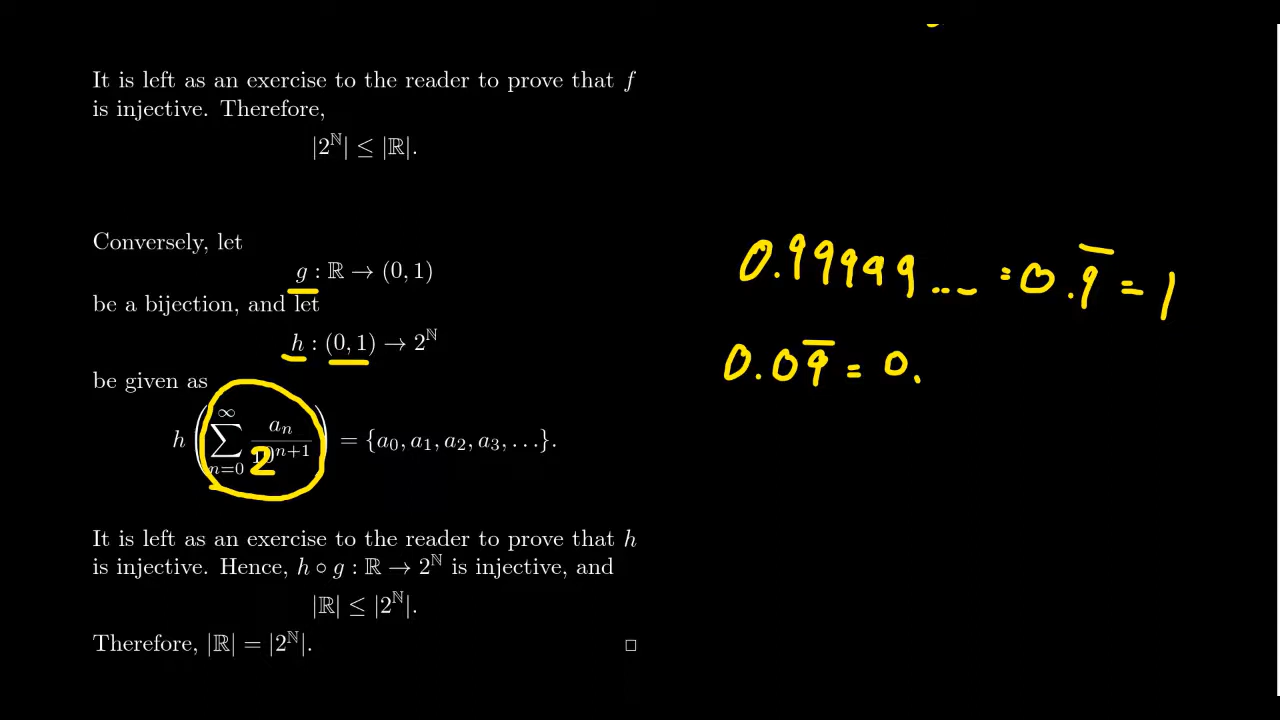 It is left as an exercise to the reader to prove that f
is injective. Therefore,
|2^ℕ| ≤ |ℝ|.
Conversely, let
g : ℝ → (0, 1)
be a bijection, and let
h : (0, 1) → 2^ℕ
be given as
h ( ∑_{n=0}^{∞} a_n / 2^{n+1} ) = {a_0, a_1, a_2, a_3, . . .}.
It is left as an exercise to the reader to prove that h
is injective. Hence, h ∘ g : ℝ → 2^ℕ is injective, and
|ℝ| ≤ |2^ℕ|.
Therefore, |ℝ| = |2^ℕ|. □
0.99999... = 0.9̅ = 1
0.09̅ = 0.